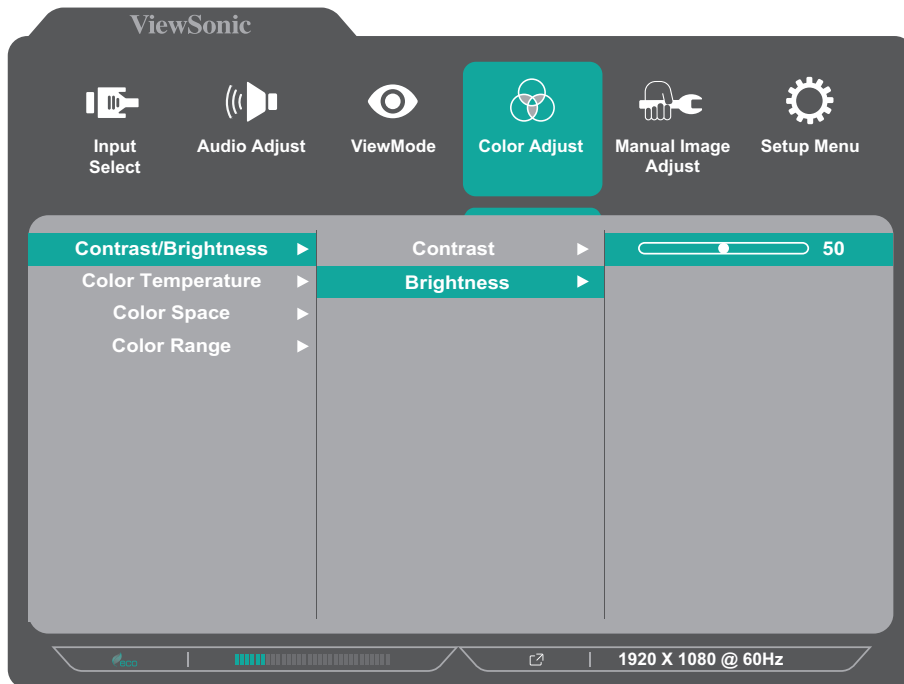 ViewSonic
Input
Select
Audio Adjust
ViewMode
Color Adjust
Manual Image
Adjust
Setup Menu
Contrast/Brightness
Contrast
50
Color Temperature
Brightness
Color Space
Color Range
eco
1920 X 1080 @ 60Hz